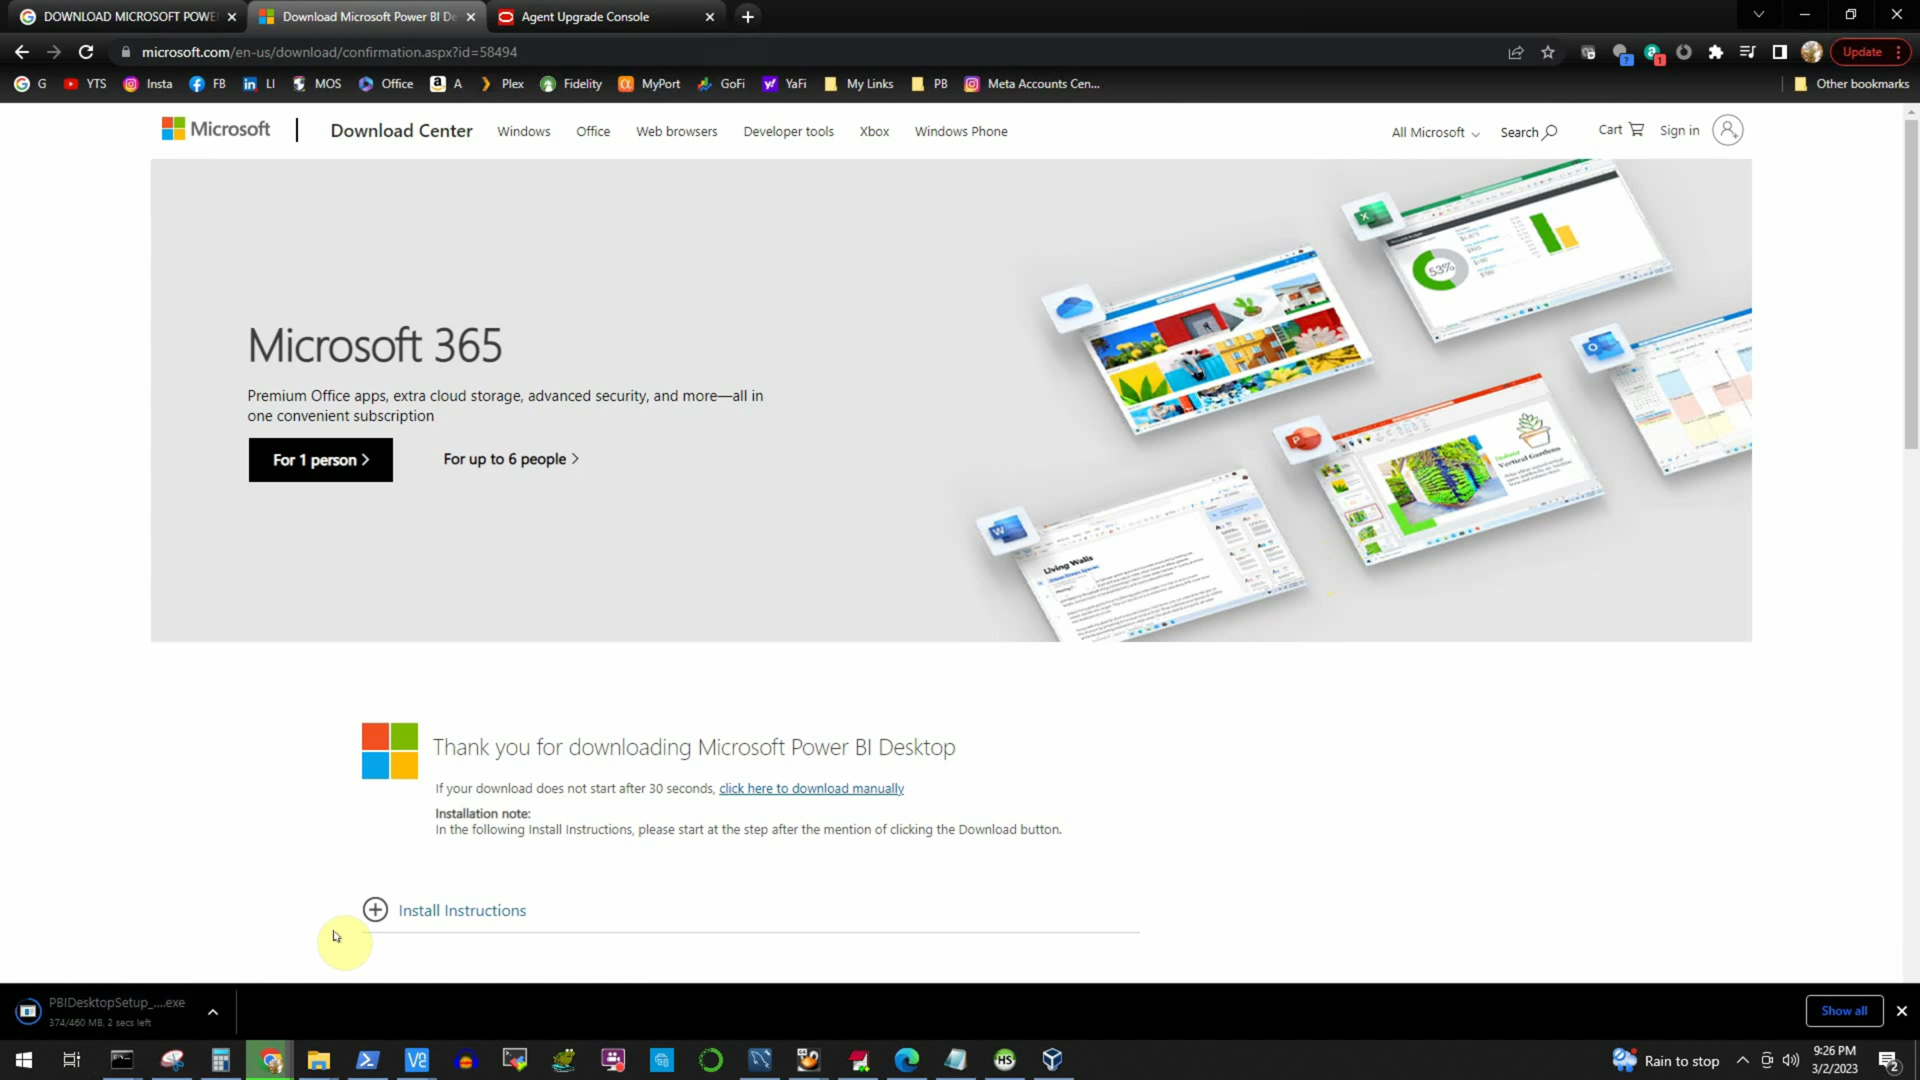 DOWNLOAD MICROSOFT POWE
Download Microsoft Power BI De
Agent Upgrade Console
microsoft.com/en-us/download/confirmation.aspx?id=58494
Update
G YTS Insta FB LI MOS Office A Plex Fidelity MyPort GoFi YaFi My Links PB Meta Accounts Cen... Other bookmarks
Microsoft Download Center Windows Office Web browsers Developer tools Xbox Windows Phone All Microsoft Search Cart Sign in
Microsoft 365
Premium Office apps, extra cloud storage, advanced security, and more—all in
one convenient subscription
For 1 person
For up to 6 people
53%
Indoor
Vertical Gardens
Living Walls
Thank you for downloading Microsoft Power BI Desktop
If your download does not start after 30 seconds, click here to download manually
Installation note:
In the following Install Instructions, please start at the step after the mention of clicking the Download button.
Install Instructions
PBIDesktopSetup_....exe
374/460 MB, 2 secs left
Show all
Rain to stop
9:26 PM
3/2/2023
2